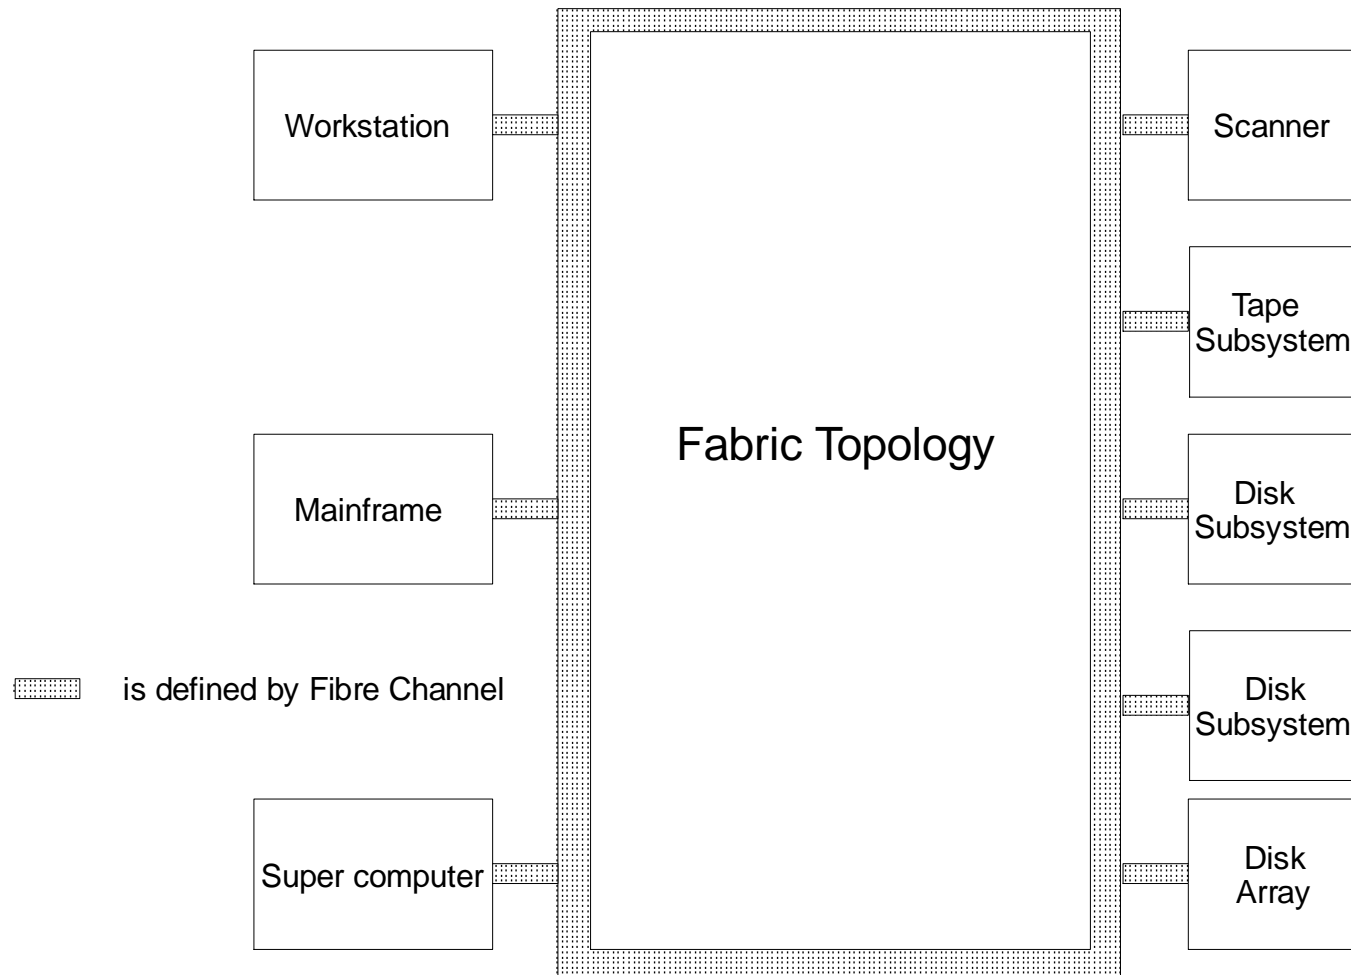 Workstation
Scanner
Tape
Subsystem
Fabric Topology
Mainframe
Disk
Subsystem
is defined by Fibre Channel
Disk
Subsystem
Super computer
Disk
Array